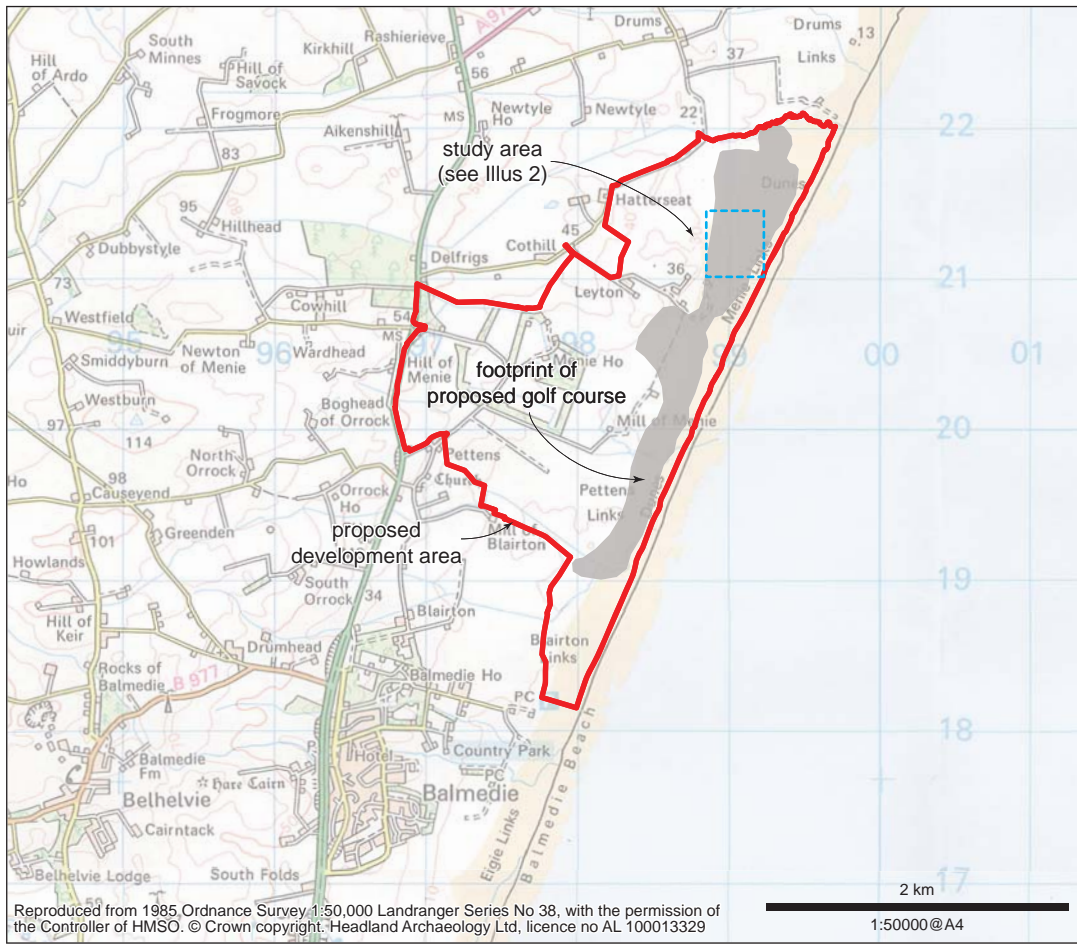 Drums
Drums
Links
13
A 97
Rashierieve
Kirkhill
South
Minnes
Hill
of Ardo
Hill of
Savock
56
37
Frogmore
MS
Newtyle
Ho
Newtyle
22
Aikenshill
22
study area
(see Illus 2)
83
Dunes
Hatterseat
95
Hillhead
45
Cothill
Dubbystyle
Delfrigs
36
21
73
Leyton
Menie Links
Cowhill
54
Westfield
MS
95
96
97
98
99
00
01
Smiddyburn
Newton
of Menie
Wardhead
Hill of
Menie
Menie Ho
footprint of
proposed golf course
Westburn
Boghead
of Orrock
Mill of Menie
97
114
20
North
Orrock
Pettens
Church
Ho
98
Causeyend
Orrock
Ho
Pettens
Links
Dunes
Greenden
proposed
development area
Mill of
Blairton
101
Howlands
19
South
Orrock
34
Blairton
Hill of
Keir
Drumhead
Blairton
Links
Rocks of
Balmedie
B 977
Balmedie Ho
PC
18
Balmedie
Fm
Hotel
Country Park
PC
Hare Cairn
Belhelvie
Balmedie
Cairntack
Eigie Links
Balmedie Beach
Belhelvie Lodge
South Folds
17
59
2 km
Reproduced from 1985 Ordnance Survey 1:50,000 Landranger Series No 38, with the permission of
the Controller of HMSO. © Crown copyright. Headland Archaeology Ltd, licence no AL 100013329
1:50000@A4